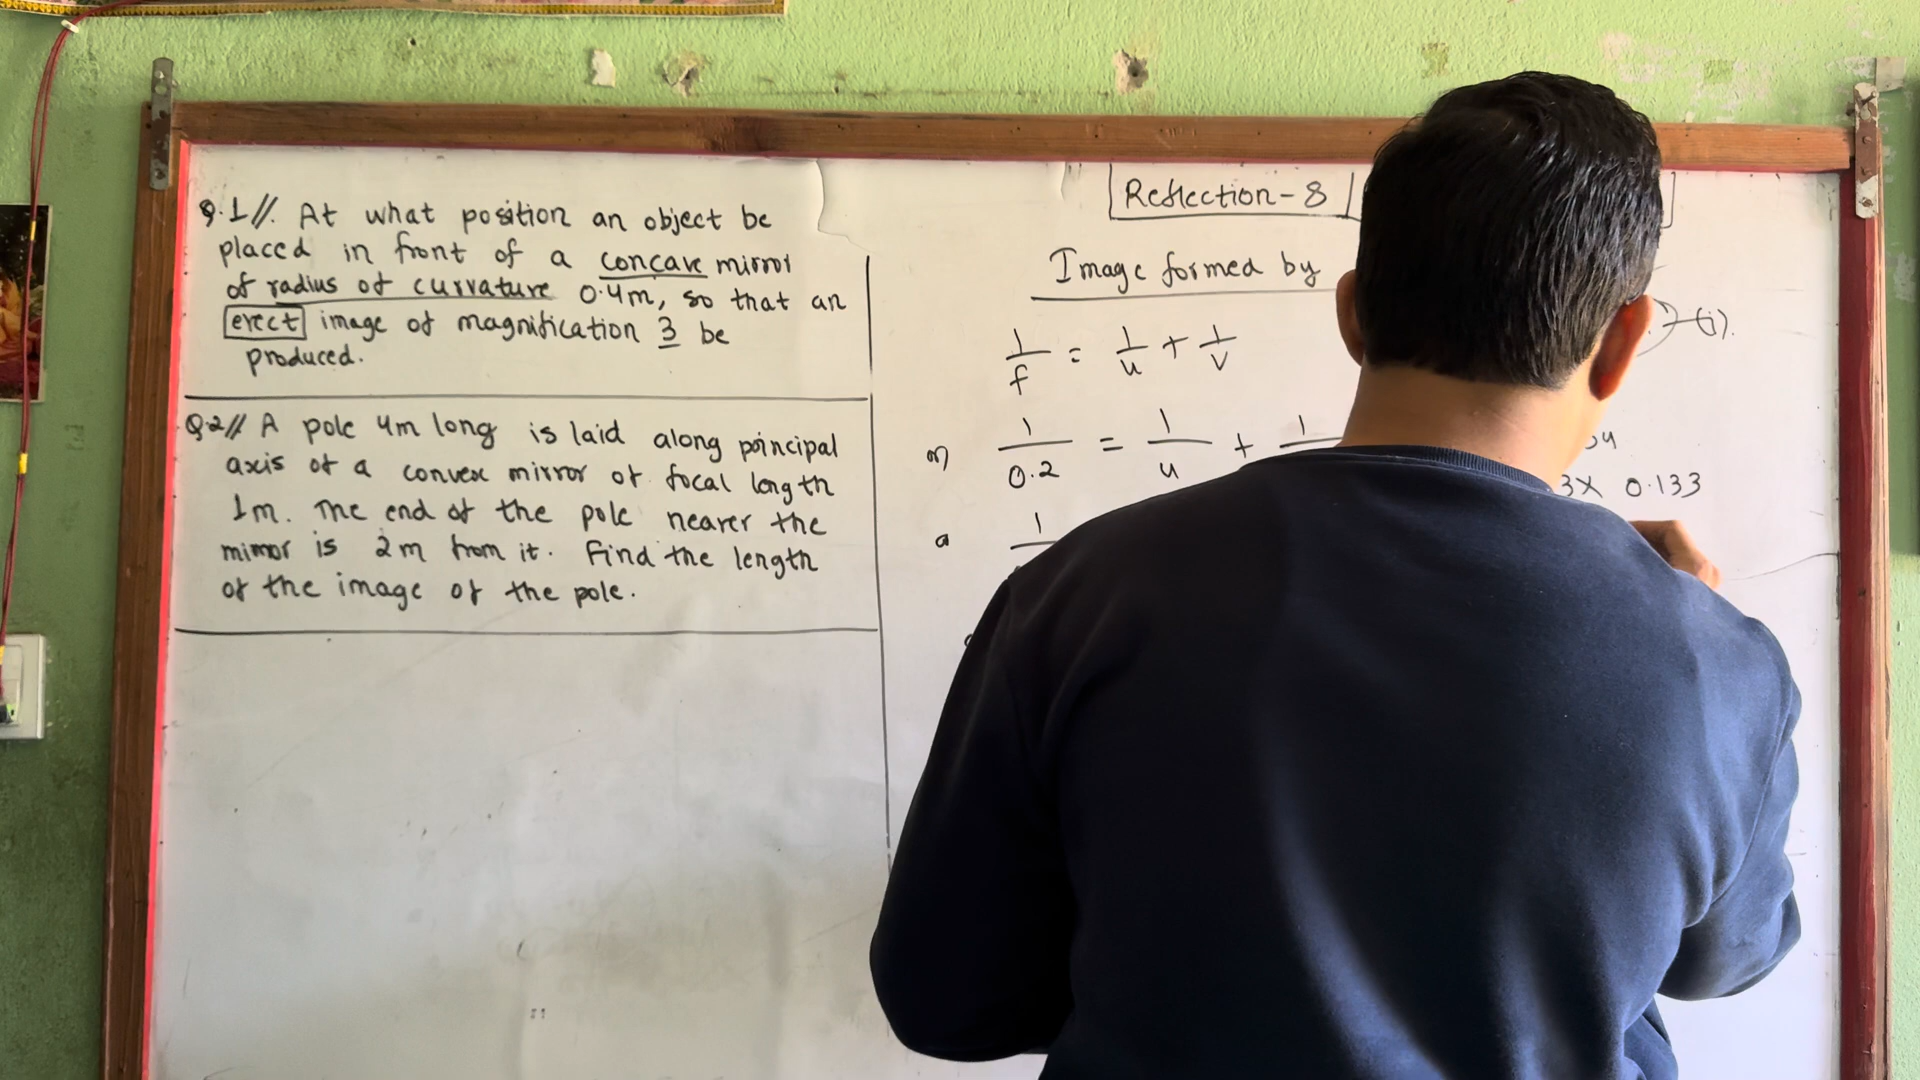 Q.1//. At what position an object be
placed in front of a concave mirror
of radius of curvature 0.4m, so that an
erect image of magnification 3 be
produced.
Q.2// A pole 4m long is laid along principal
axis of a convex mirror of focal length
1m. The end of the pole nearer the
mirror is 2m from it. Find the length
of the image of the pole.
Reflection-8
Image formed by
1/f = 1/u + 1/v
(i).
or 1/0.2 = 1/u + 1
3x 0.133
1